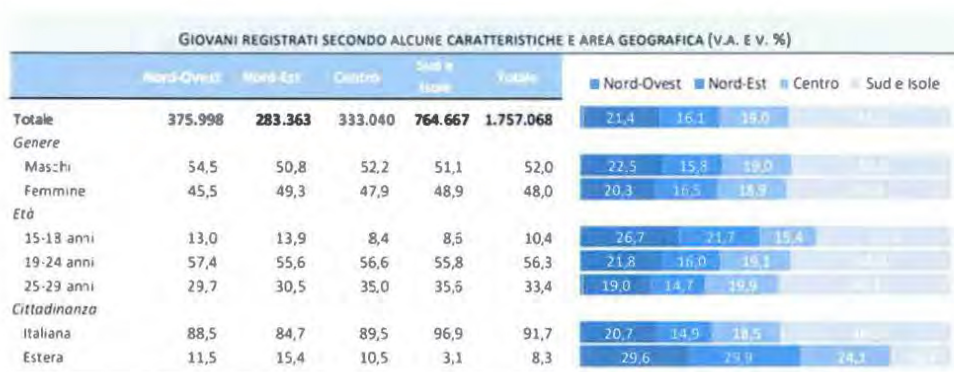 GIOVANI REGISTRATI SECONDO ALCUNE CARATTERISTICHE E AREA GEOGRAFICA (V.A. E V. %)
Nord-Ovest Nord-Est Centro Sud e Isole Totale
Nord-Ovest Nord-Est Centro Sud e Isole
Totale 375.998 283.363 333.040 764.667 1.757.068 21,4 16,1 19,0
Genere
Maschi 54,5 50,8 52,2 51,1 52,0 22,5 15,8 19,0
Femmine 45,5 49,3 47,9 48,9 48,0 20,3 16,5 18,9
Età
15-18 anni 13,0 13,9 8,4 8,6 10,4 26,7 21,7 15,4
19-24 anni 57,4 55,6 56,6 55,8 56,3 21,8 16,0 19,1
25-29 anni 29,7 30,5 35,0 35,6 33,4 19,0 14,7 19,9
Cittadinanza
Italiana 88,5 84,7 89,5 96,9 91,7 20,7 14,9 18,5
Estera 11,5 15,4 10,5 3,1 8,3 29,6 29,9 24,1